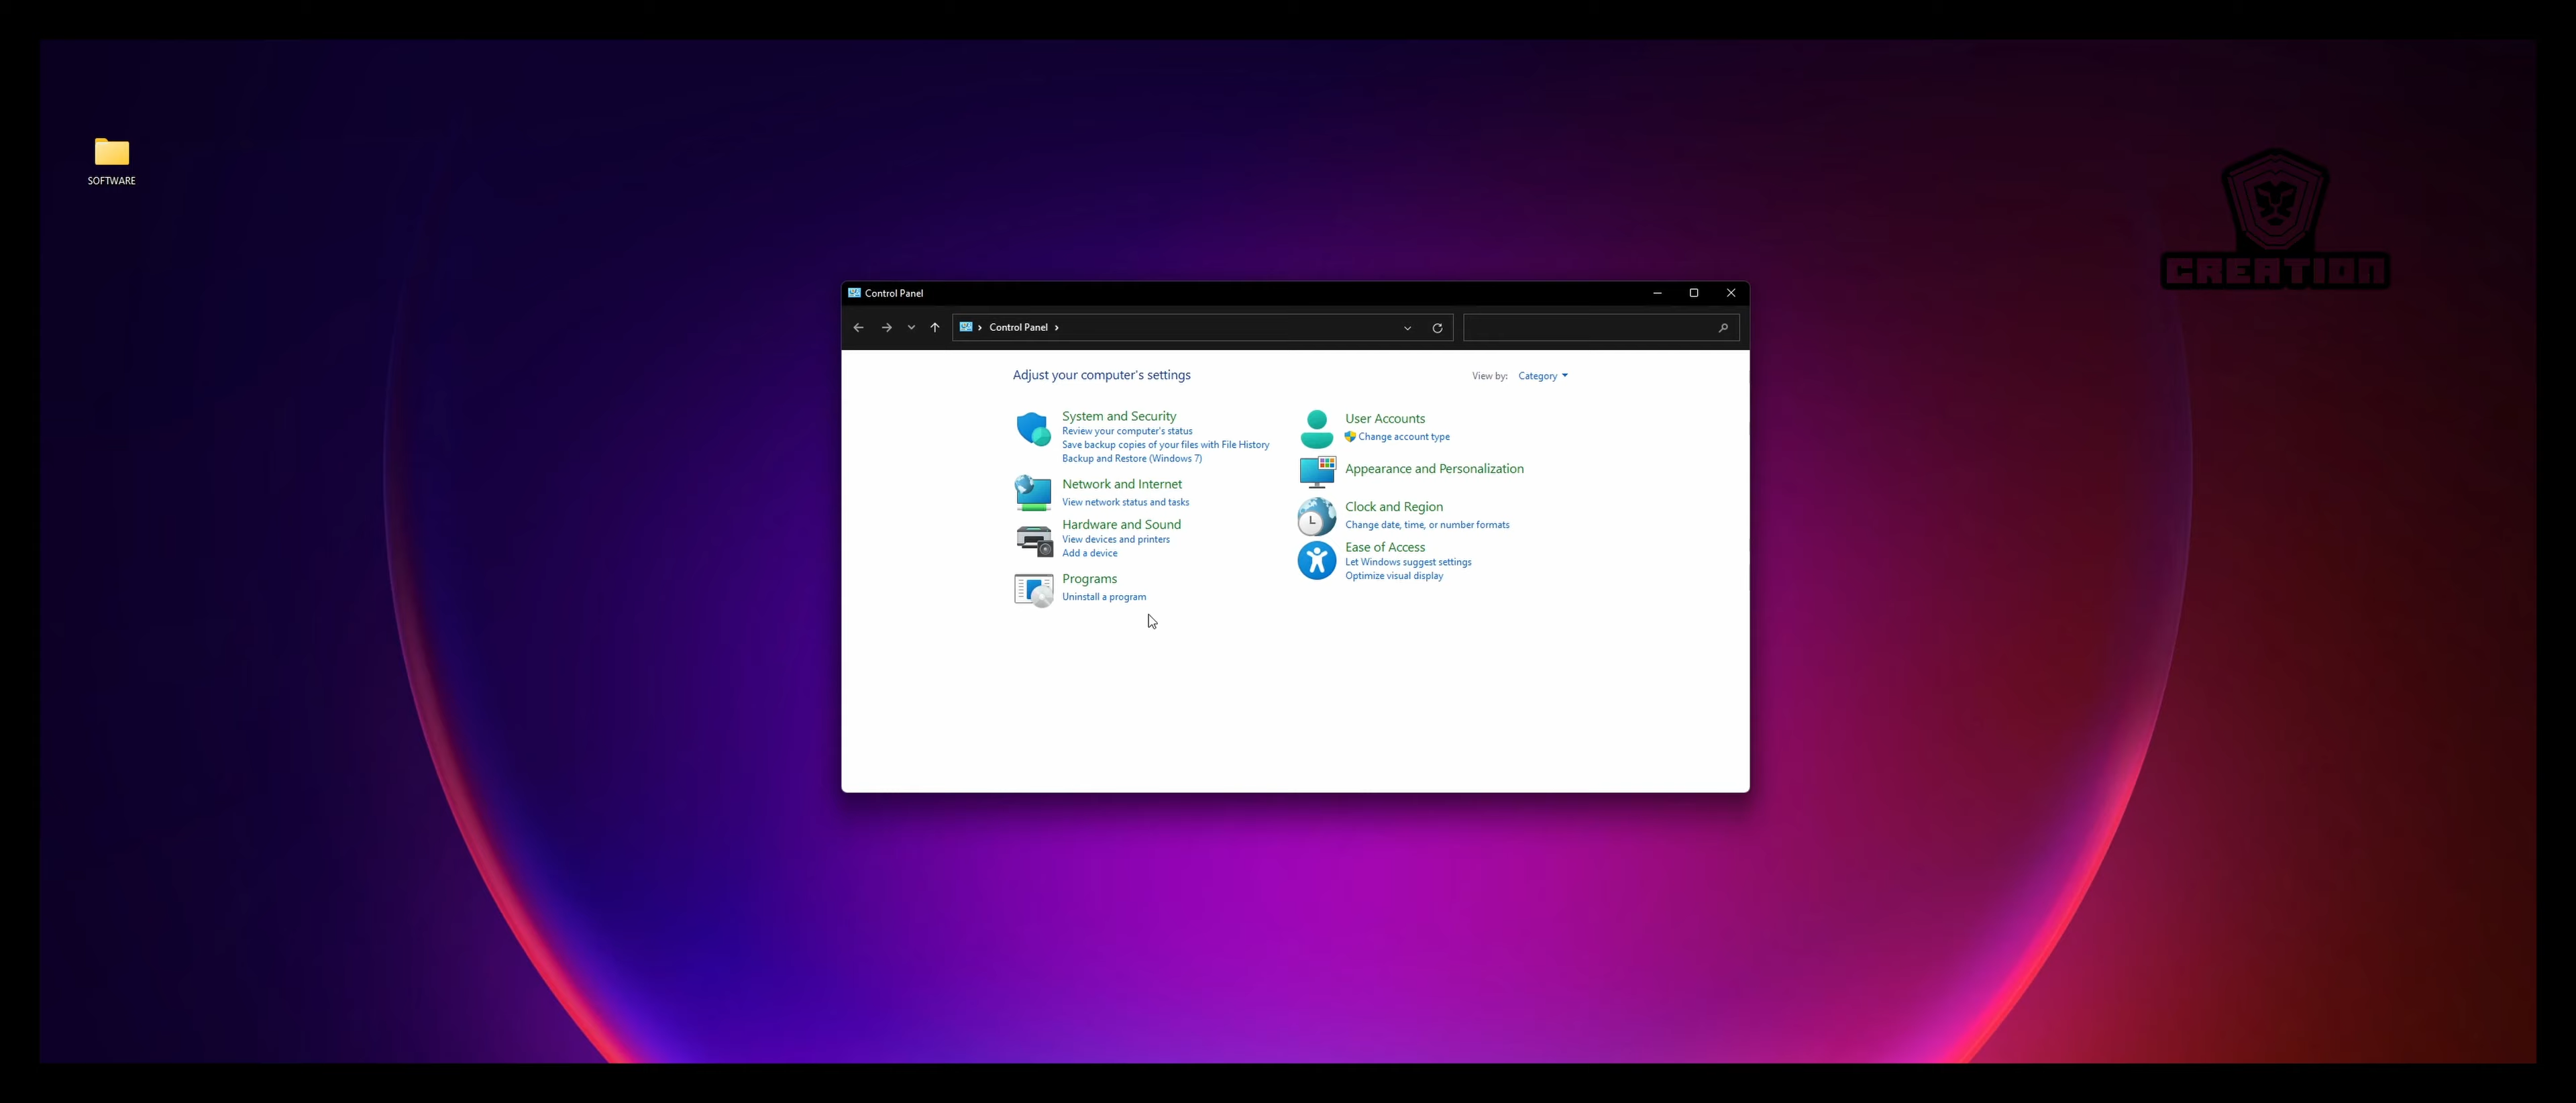 SOFTWARE
CREATION
Control Panel
Control Panel
Adjust your computer's settings
View by: Category
System and Security
Review your computer's status
Save backup copies of your files with File History
Backup and Restore (Windows 7)
Network and Internet
View network status and tasks
Hardware and Sound
View devices and printers
Add a device
Programs
Uninstall a program
User Accounts
Change account type
Appearance and Personalization
Clock and Region
Change date, time, or number formats
Ease of Access
Let Windows suggest settings
Optimize visual display